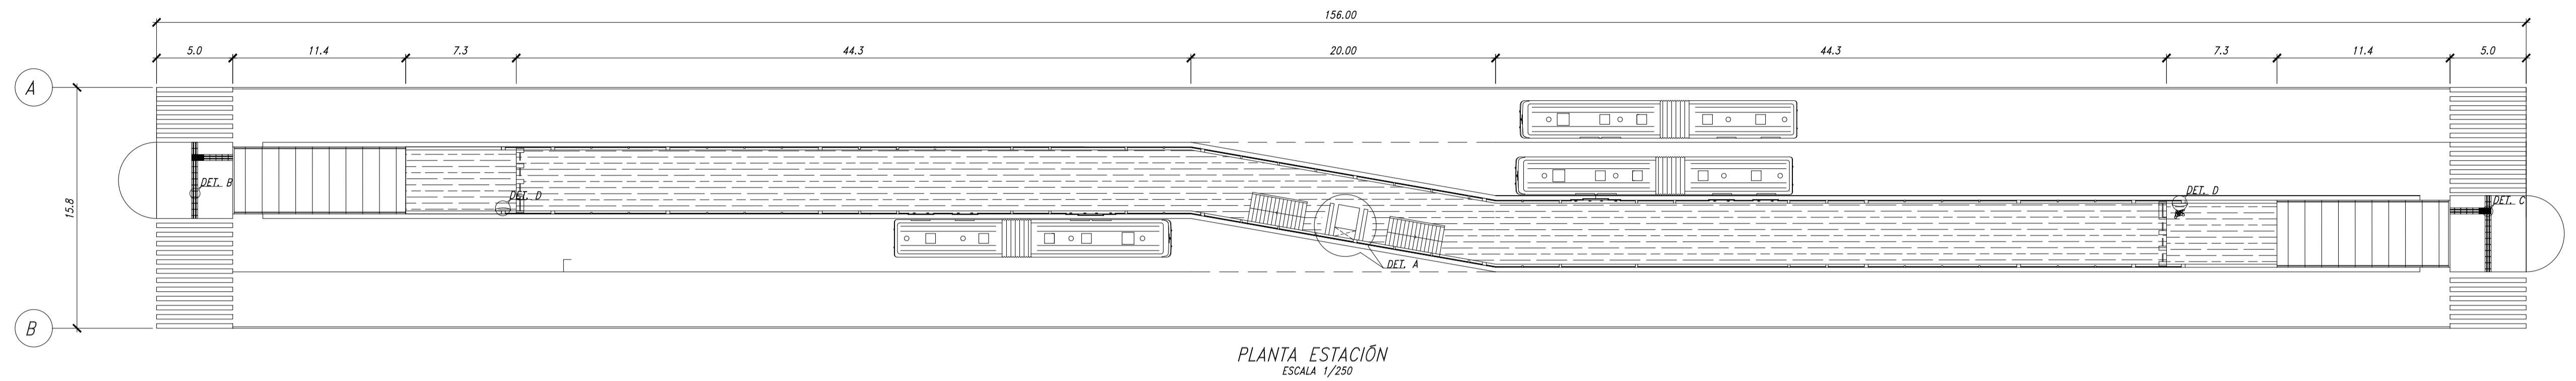 156.00
5.0 11.4 7.3 44.3 20.00 44.3 7.3 11.4 5.0
A
15.8
DET. B
DET. D
DET. D
DET. C
DET. A
B
PLANTA ESTACIÓN
ESCALA 1/250